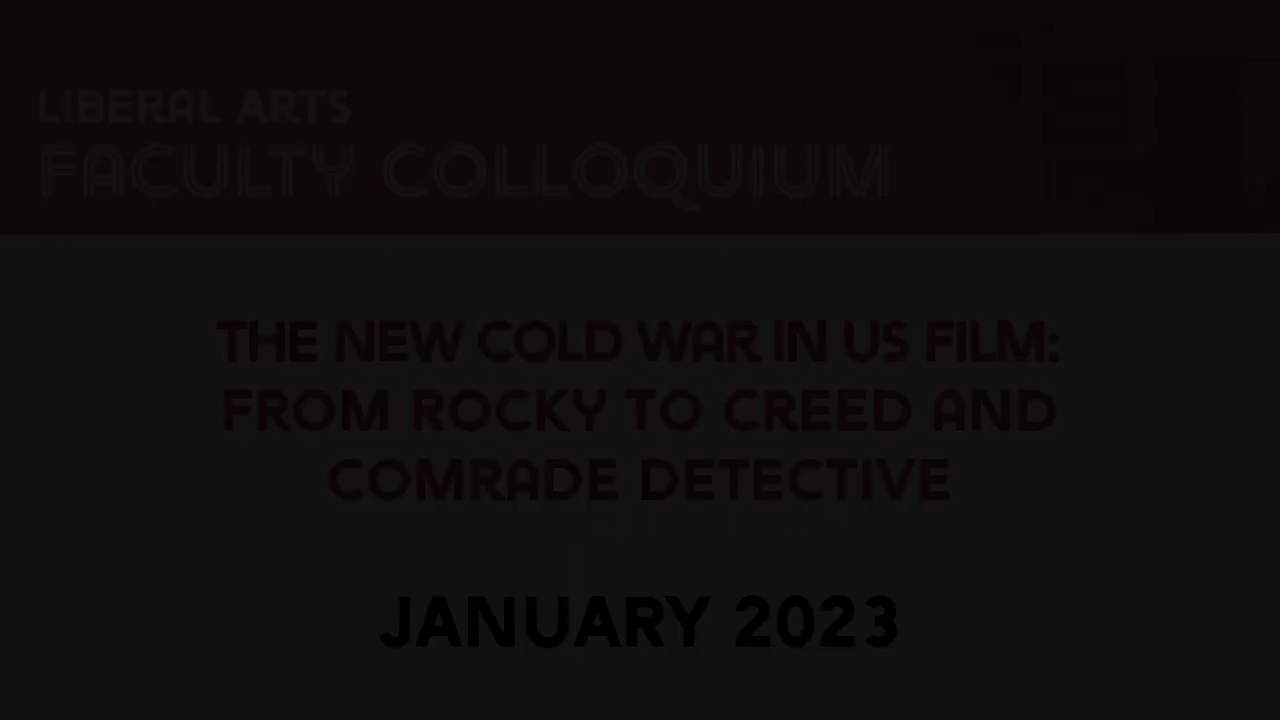 LIBERAL ARTS
FACULTY COLLOQUIUM
THE NEW COLD WAR IN US FILM:
FROM ROCKY TO CREED AND
COMRADE DETECTIVE
JANUARY 2023